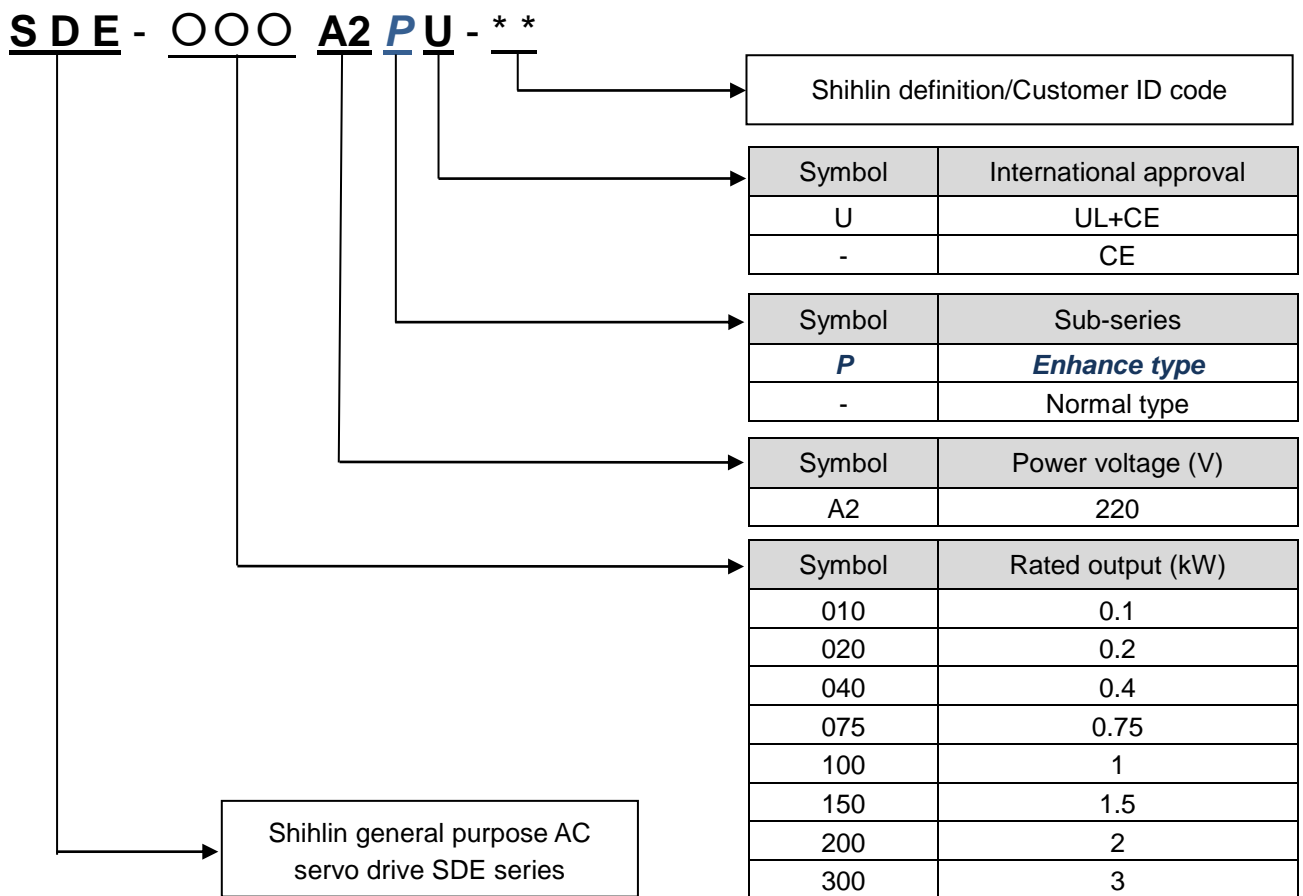 SDE - ○○○ A2 P U - * *
Shihlin definition/Customer ID code
Symbol International approval
U UL+CE
- CE
Symbol Sub-series
P Enhance type
- Normal type
Symbol Power voltage (V)
A2 220
Symbol Rated output (kW)
010 0.1
020 0.2
040 0.4
075 0.75
100 1
150 1.5
200 2
300 3
Shihlin general purpose AC
servo drive SDE series